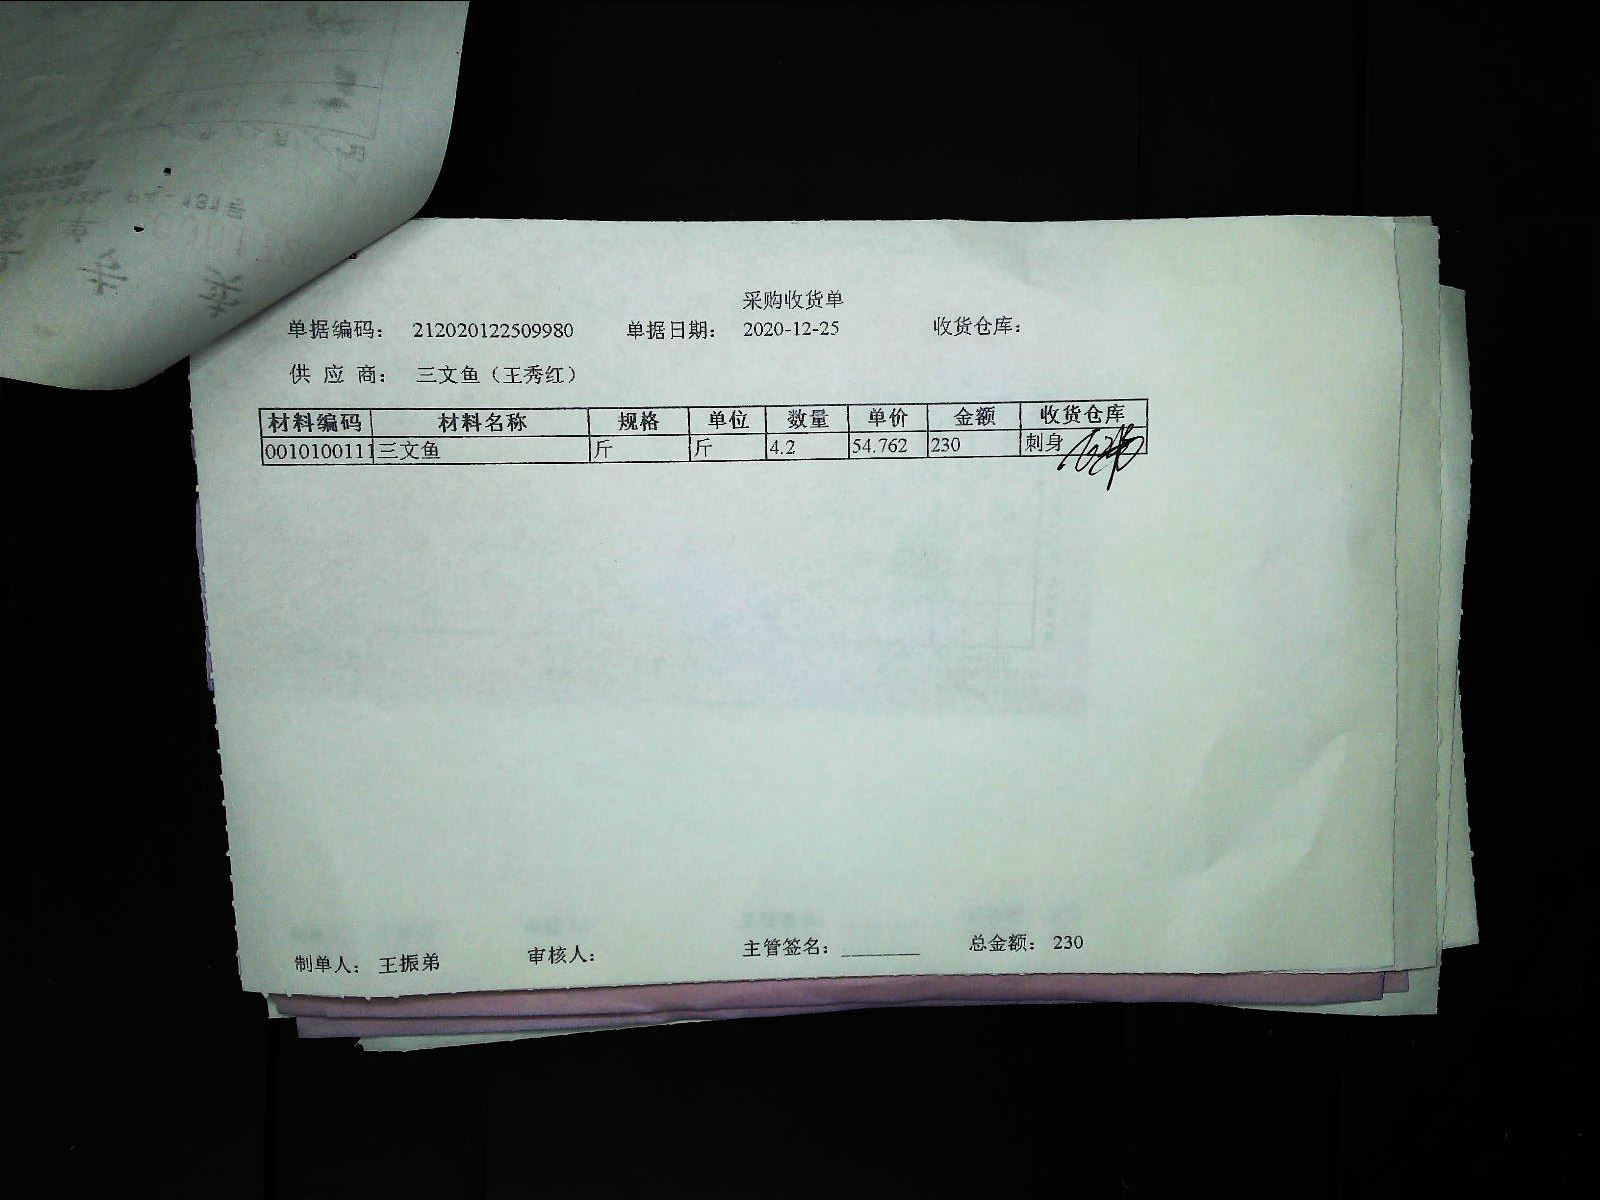 采购收货单
单据编码： 212020122509980 单据日期： 2020-12-25 收货仓库：
供 应 商： 三文鱼（王秀红）
材料编码 材料名称 规格 单位 数量 单价 金额 收货仓库
0010100111 三文鱼 斤 斤 4.2 54.762 230 刺身
制单人： 王振弟 审核人： 主管签名： ________ 总金额： 230